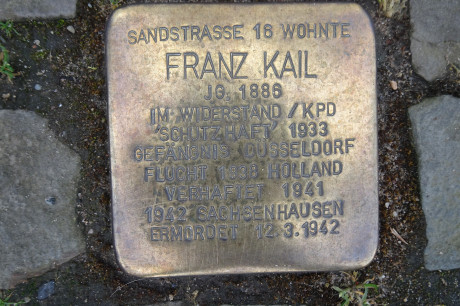 SANDSTRASSE 16 WOHNTE
FRANZ KAIL
JG. 1886
IM WIDERSTAND / KPD
'SCHUTZHAFT' 1933
GEFÄNGNIS DÜSSELDORF
FLUCHT HOLLAND
VERHAFTET 1941
1942 SACHSENHAUSEN
ERMORDET 12.3.1942